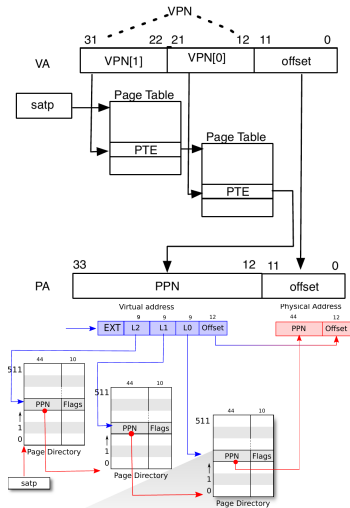 VPN
31 22 21 12 11 0
VA VPN[1] VPN[0] offset
satp
Page Table
PTE
Page Table
PTE
33 12 11 0
PA PPN offset
Virtual address Physical Address
9 9 9 12 44 12
EXT L2 L1 L0 Offset PPN Offset
44 10
511
PPN Flags
1
0
Page Directory
satp
44 10
511
PPN Flags
1
0
Page Directory
44 10
511
PPN Flags
1
0
Page Directory